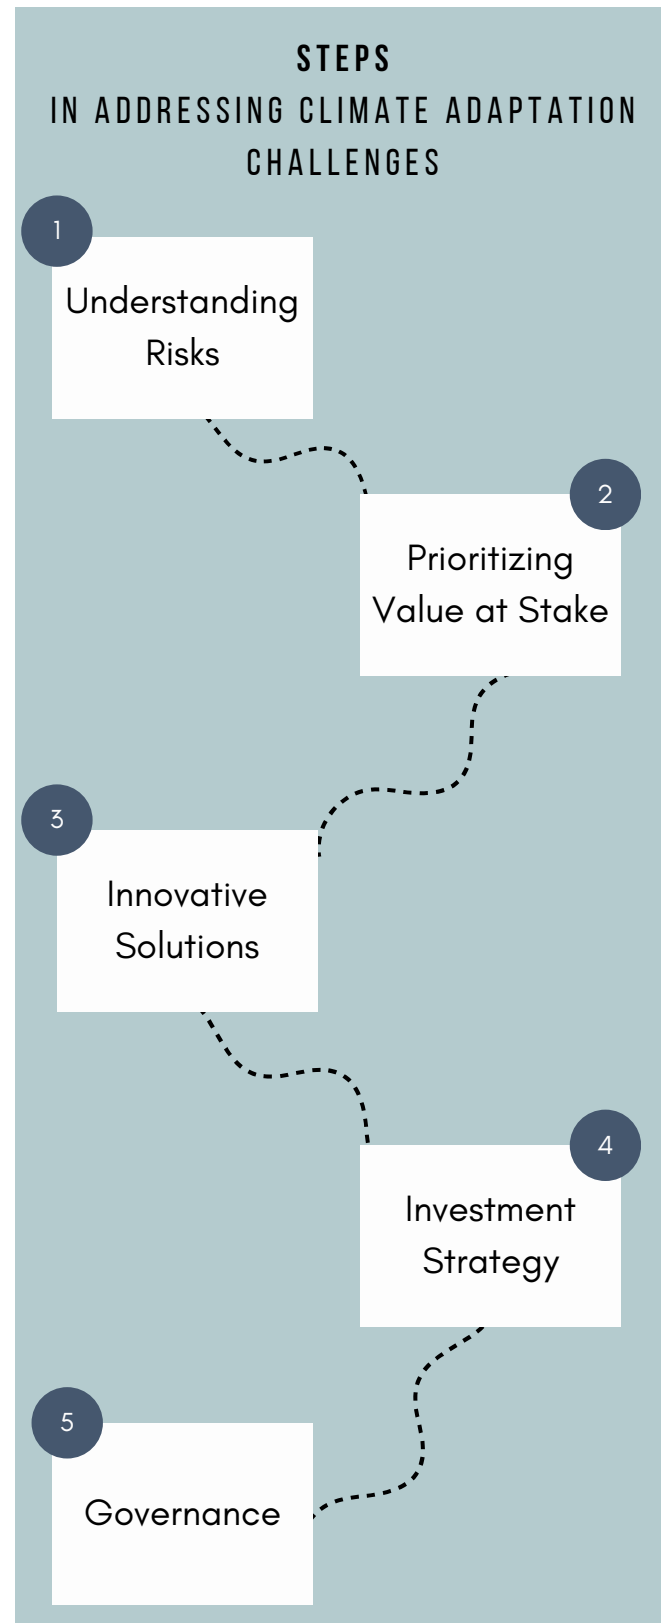 STEPS
IN ADDRESSING CLIMATE ADAPTATION
CHALLENGES
1
Understanding
Risks
2
Prioritizing
Value at Stake
3
Innovative
Solutions
4
Investment
Strategy
5
Governance